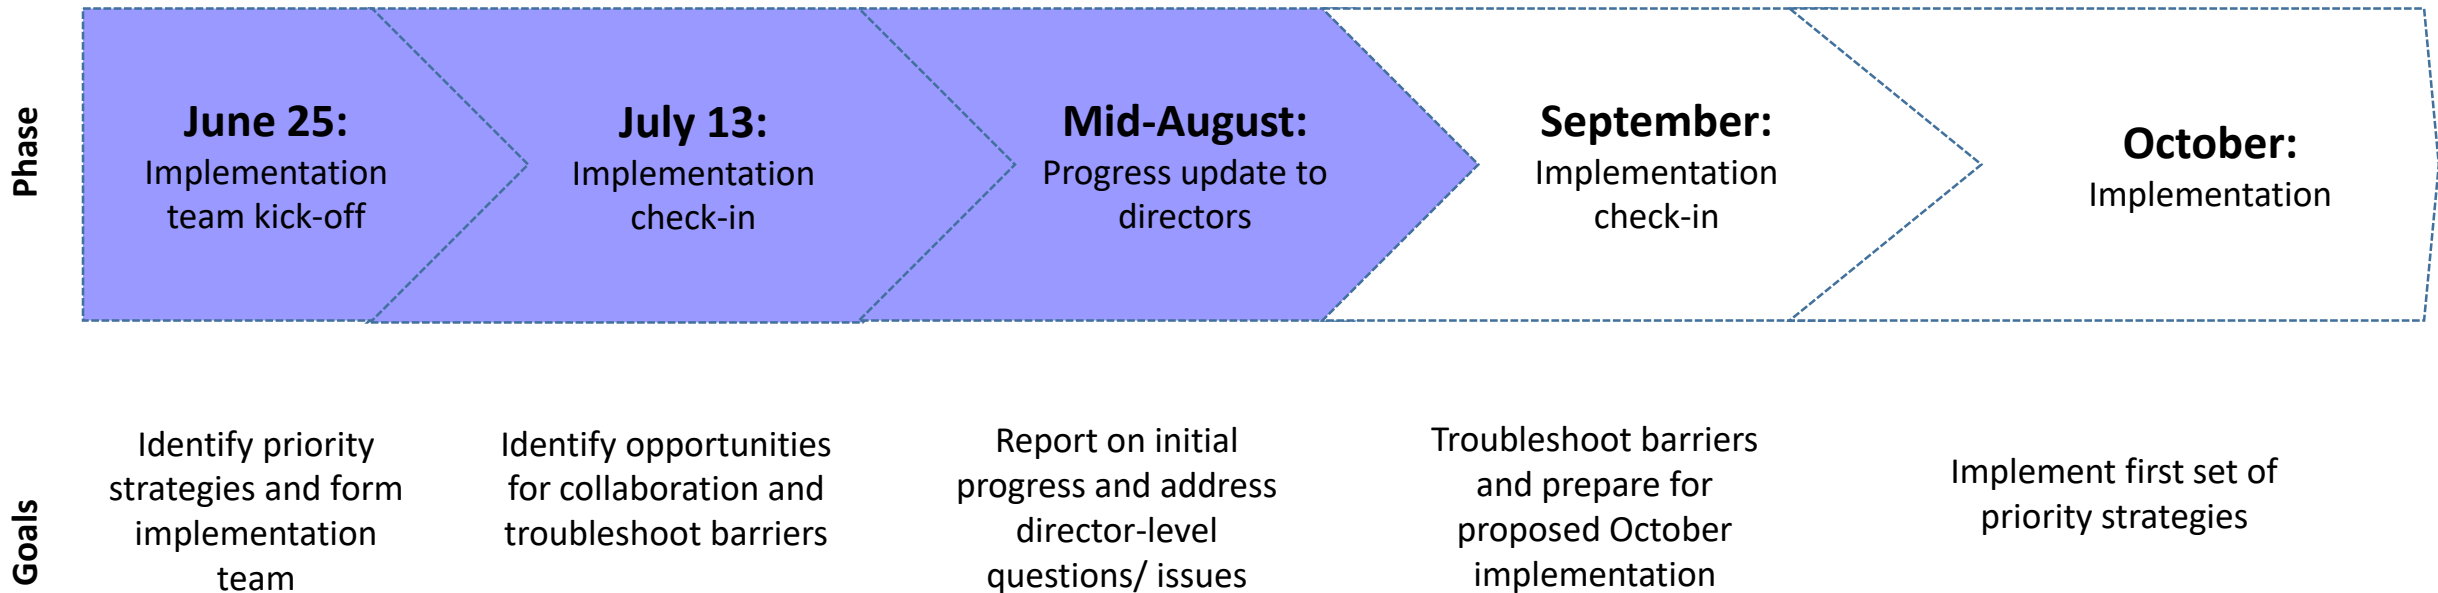 Phase
June 25:
Implementation
team kick-off
July 13:
Implementation
check-in
Mid-August:
Progress update to
directors
September:
Implementation
check-in
October:
Implementation
Goals
Identify priority
strategies and form
implementation
team
Identify opportunities
for collaboration and
troubleshoot barriers
Report on initial
progress and address
director-level
questions/ issues
Troubleshoot barriers
and prepare for
proposed October
implementation
Implement first set of
priority strategies